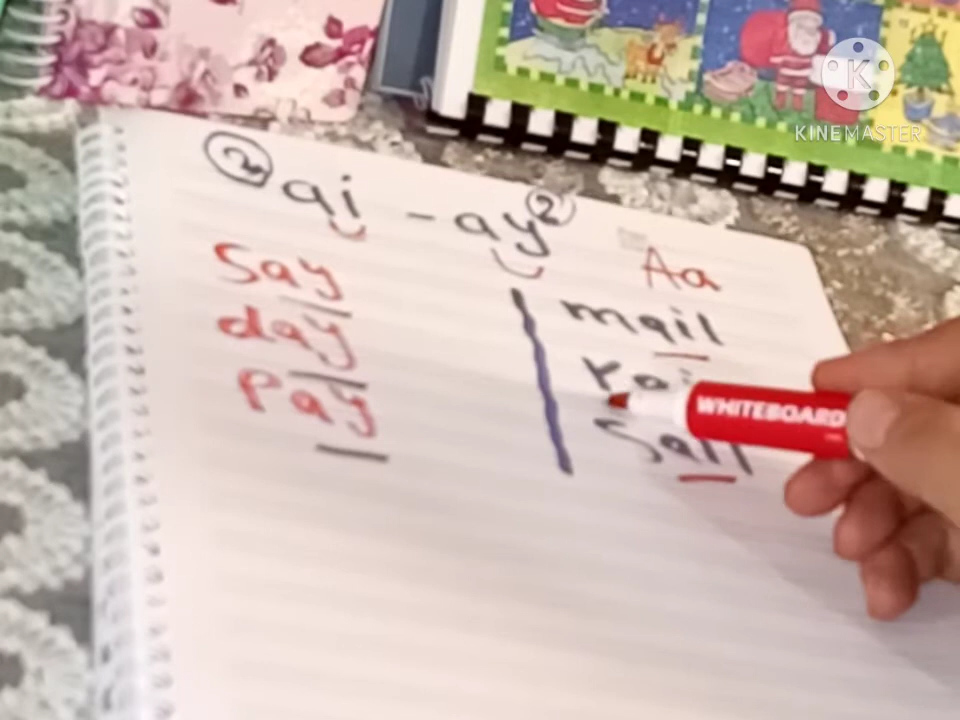 2 ai - ay 2
Aa
say
day
Pay
mail
sail
WHITEBOARD
KINEMASTER